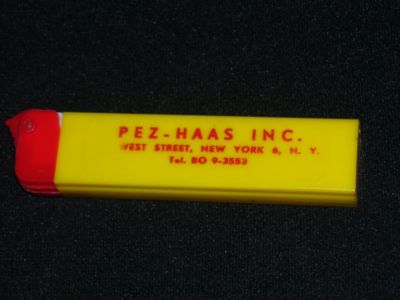 PEZ-HAAS INC.
WEST STREET, NEW YORK 6, N. Y.
Tel. BO 9-3553